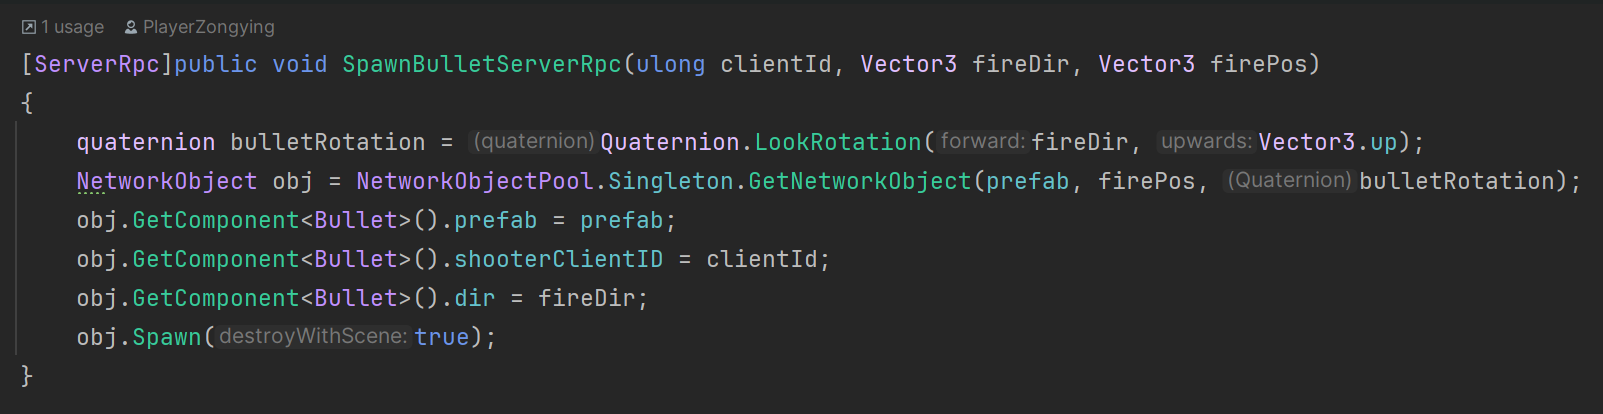 1 usage PlayerZongying
[ServerRpc]public void SpawnBulletServerRpc(ulong clientId, Vector3 fireDir, Vector3 firePos)
{
quaternion bulletRotation = (quaternion)Quaternion.LookRotation(forward:fireDir, upwards:Vector3.up);
NetworkObject obj = NetworkObjectPool.Singleton.GetNetworkObject(prefab, firePos, (Quaternion)bulletRotation);
obj.GetComponent<Bullet>().prefab = prefab;
obj.GetComponent<Bullet>().shooterClientID = clientId;
obj.GetComponent<Bullet>().dir = fireDir;
obj.Spawn(destroyWithScene:true);
}